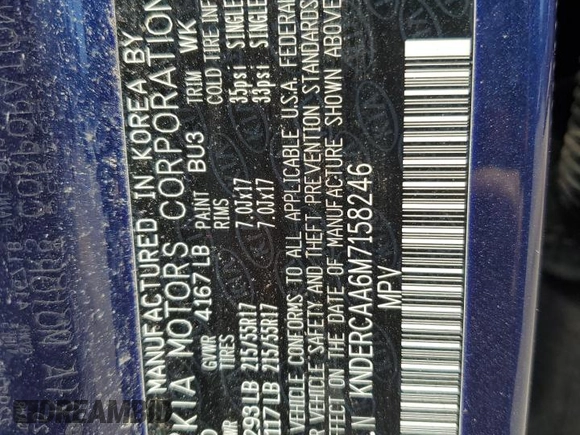 MANUFACTURED IN KOREA BY
KIA MOTORS CORPORATION
GVWR 4167 LB PAINT BU3 TRIM WK
TIRES RIMS COLD TIRE
215/55R17 7.0Jx17 35psi SINGLE
215/55R17 7.0Jx17 33psi SINGLE
VEHICLE CONFORMS TO ALL APPLICABLE U.S.A. FEDERAL
VEHICLE SAFETY AND THEFT PREVENTION STANDARDS
EFFECT ON THE DATE OF MANUFACTURE SHOWN ABOVE
KNDERCAA6M7158246
MPV
DREAMBID